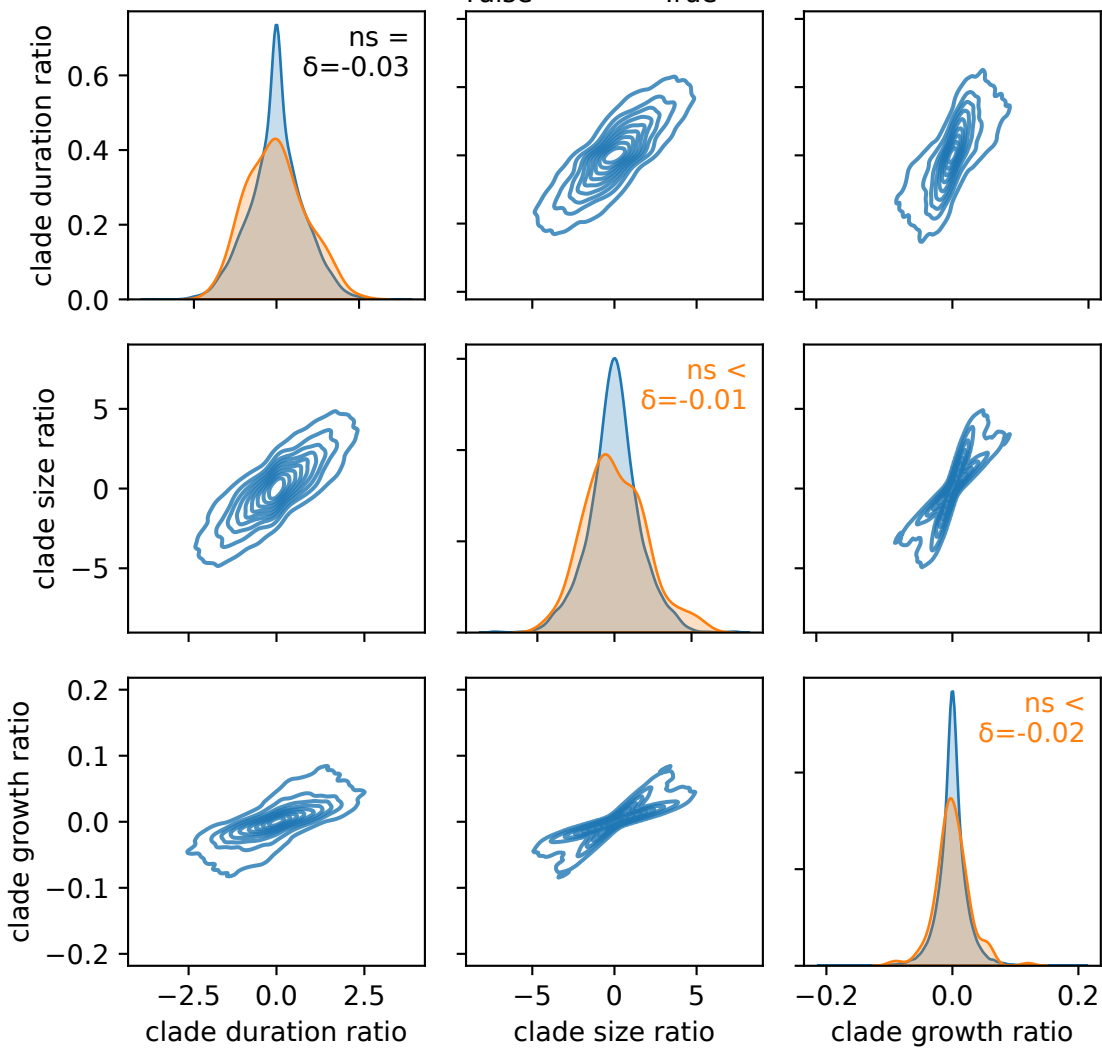 clade duration ratio
0.6
0.4
0.2
0.0
ns =
δ=-0.03
clade size ratio
5
0
−5
ns <
δ=-0.01
clade growth ratio
0.2
0.1
0.0
−0.1
−0.2
ns <
δ=-0.02
−2.5 0.0 2.5
−5 0 5
−0.2 0.0 0.2
clade duration ratio
clade size ratio
clade growth ratio